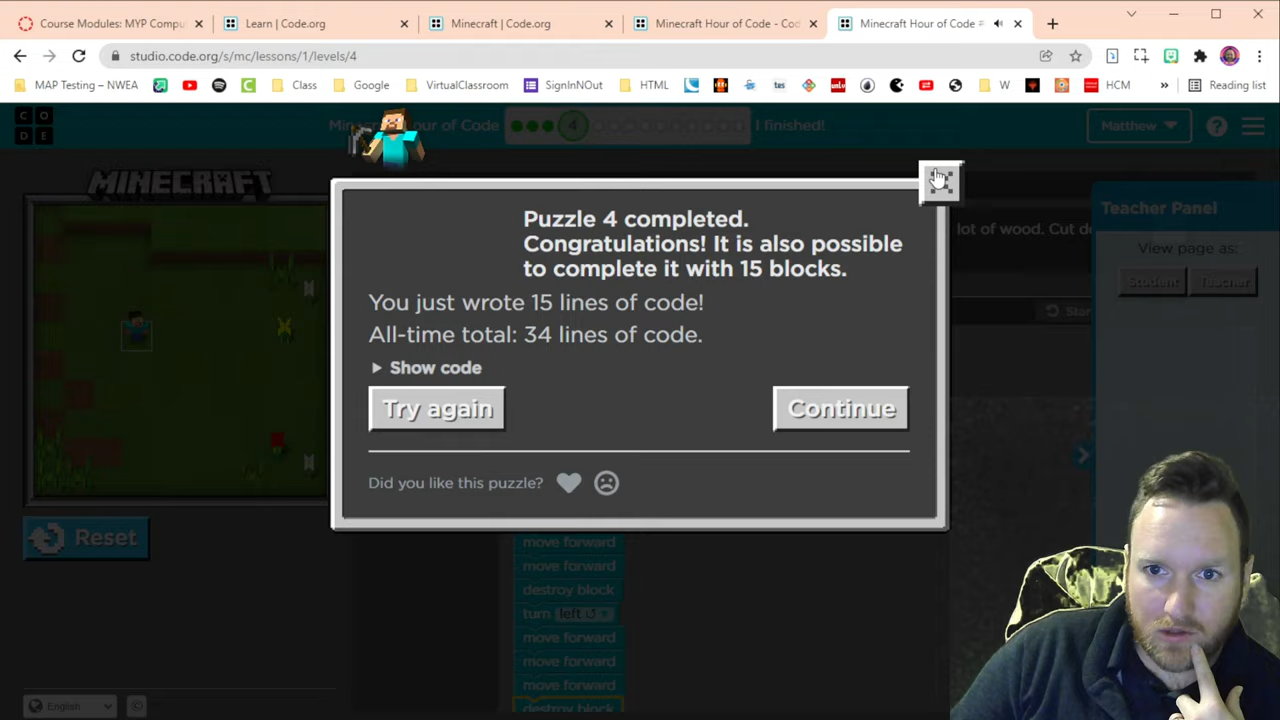 Course Modules: MYP Compu
Learn | Code.org
Minecraft | Code.org
Minecraft Hour of Code - Cod
Minecraft Hour of Code #
studio.code.org/s/mc/lessons/1/levels/4
MAP Testing – NWEA
Class
Google
VirtualClassroom
SignInNOut
HTML
tes
W
HCM
»
Reading list
CODE
Hour of Code
4
I finished!
Matthew
?
MINECRAFT
Puzzle 4 completed.
Congratulations! It is also possible
to complete it with 15 blocks.
You just wrote 15 lines of code!
All-time total: 34 lines of code.
Show code
Try again
Continue
Did you like this puzzle?
lot of wood. Cut d
Teacher Panel
View page as:
Student
Teacher
Star
Reset
move forward
move forward
destroy block
turn left
move forward
move forward
move forward
destroy block
English